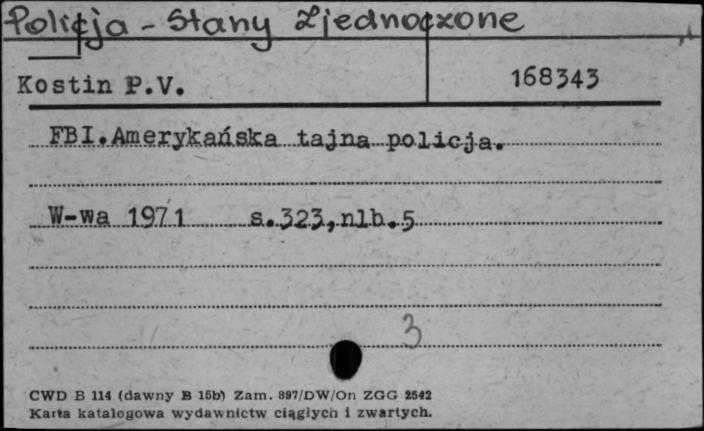 Policja - Stany Zjednoczone
Kostin P.V.
168343
FBI. Amerykańska tajna policja.
W-wa 1971 s.323,nlb.5
3
CWD B 114 (dawny B 15b) Zam. 897/DW/On ZGG 2542
Karta katalogowa wydawnictw ciągłych i zwartych.